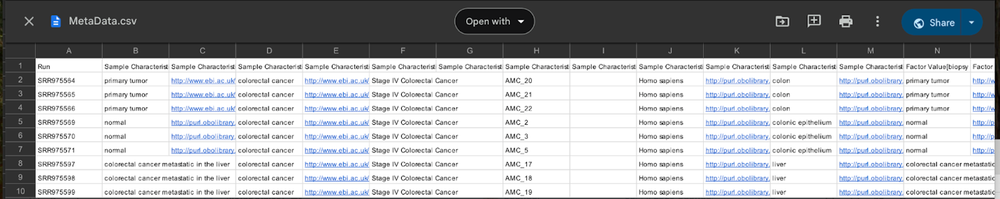 MetaData.csv Open with Share
A B C D E F G H I J K L M N
1 Run Sample Characterist Sample Characterist Sample Characterist Sample Characterist Sample Characterist Sample Characterist Sample Characterist Sample Characterist Sample Characterist Sample Characterist Sample Characterist Sample Characterist Factor Value[biopsy Factor
2 SRR975564 primary tumor http://www.ebi.ac.uk/ colorectal cancer http://www.ebi.ac.uk/ Stage IV Colorectal Cancer AMC_20 Homo sapiens http://purl.obolibrary. colon http://purl.obolibrary. primary tumor http://w
3 SRR975565 primary tumor http://www.ebi.ac.uk/ colorectal cancer http://www.ebi.ac.uk/ Stage IV Colorectal Cancer AMC_21 Homo sapiens http://purl.obolibrary. colon http://purl.obolibrary. primary tumor http://w
4 SRR975566 primary tumor http://www.ebi.ac.uk/ colorectal cancer http://www.ebi.ac.uk/ Stage IV Colorectal Cancer AMC_22 Homo sapiens http://purl.obolibrary. colon http://purl.obolibrary. primary tumor http://w
5 SRR975569 normal http://purl.obolibrary. colorectal cancer http://www.ebi.ac.uk/ Stage IV Colorectal Cancer AMC_2 Homo sapiens http://purl.obolibrary. colonic epithelium http://purl.obolibrary. normal http://p
6 SRR975570 normal http://purl.obolibrary. colorectal cancer http://www.ebi.ac.uk/ Stage IV Colorectal Cancer AMC_3 Homo sapiens http://purl.obolibrary. colonic epithelium http://purl.obolibrary. normal http://p
7 SRR975571 normal http://purl.obolibrary. colorectal cancer http://www.ebi.ac.uk/ Stage IV Colorectal Cancer AMC_5 Homo sapiens http://purl.obolibrary. colonic epithelium http://purl.obolibrary. normal http://p
8 SRR975597 colorectal cancer metastatic in the liver colorectal cancer http://www.ebi.ac.uk/ Stage IV Colorectal Cancer AMC_17 Homo sapiens http://purl.obolibrary. liver http://purl.obolibrary. colorectal cancer metastatic
9 SRR975598 colorectal cancer metastatic in the liver colorectal cancer http://www.ebi.ac.uk/ Stage IV Colorectal Cancer AMC_18 Homo sapiens http://purl.obolibrary. liver http://purl.obolibrary. colorectal cancer metastatic
10 SRR975599 colorectal cancer metastatic in the liver colorectal cancer http://www.ebi.ac.uk/ Stage IV Colorectal Cancer AMC_19 Homo sapiens http://purl.obolibrary. liver http://purl.obolibrary. colorectal cancer metastatic